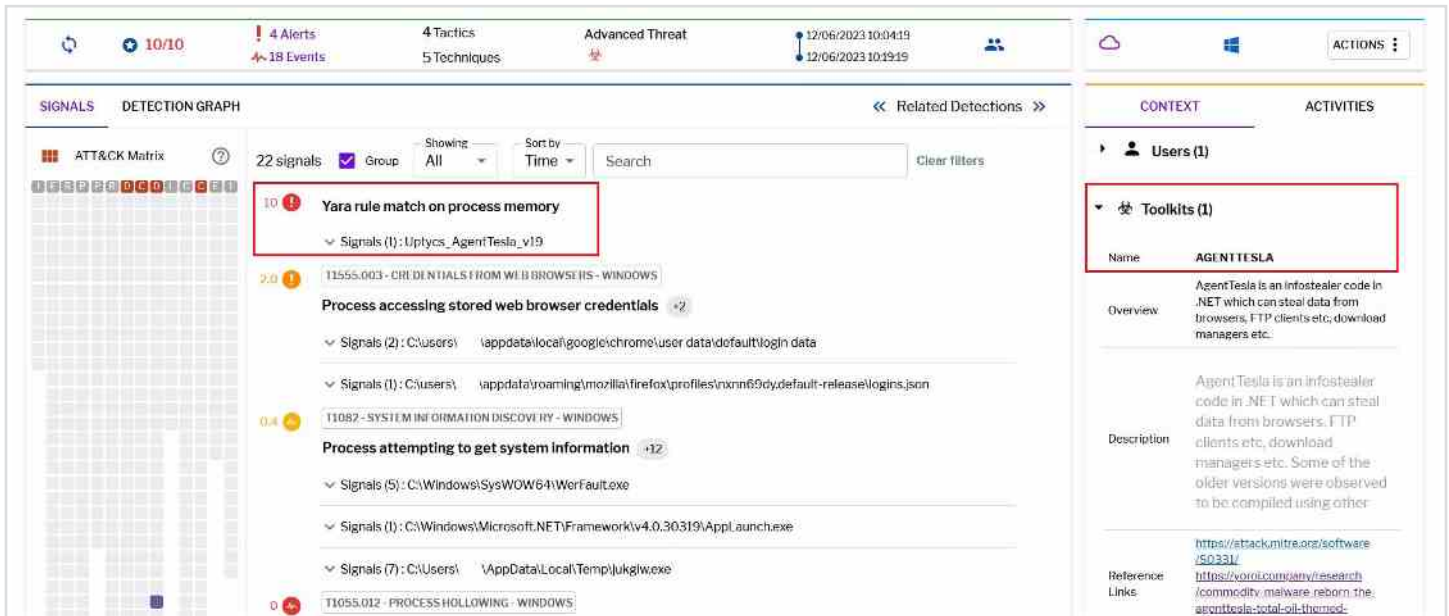 10/10
4 Alerts
18 Events
4 Tactics
5 Techniques
Advanced Threat
12/06/2023 10:04:19
12/06/2023 10:19:19
ACTIONS
SIGNALS
DETECTION GRAPH
« Related Detections »
CONTEXT
ACTIVITIES
ATT&CK Matrix
?
22 signals
Group
Showing
All
Sort by
Time
Search
Clear filters
10
Yara rule match on process memory
Signals (1) : Uptycs_AgentTesla_v19
2.0
T1555.003 - CREDENTIALS FROM WEB BROWSERS - WINDOWS
Process accessing stored web browser credentials +2
Signals (2) : C:\users\ \appdata\local\google\chrome\user data\default\login data
Signals (1) : C:\users\ \appdata\roaming\mozilla\firefox\profiles\nxnn69dy.default-release\logins.json
0.4
T1082 - SYSTEM INFORMATION DISCOVERY - WINDOWS
Process attempting to get system information +12
Signals (5) : C:\Windows\SysWOW64\WerFault.exe
Signals (1) : C:\Windows\Microsoft.NET\Framework\v4.0.30319\AppLaunch.exe
Signals (7) : C:\Users\ \AppData\Local\Temp\jukgiw.exe
0
T1055.012 - PROCESS HOLLOWING - WINDOWS
Users (1)
Toolkits (1)
Name
AGENTTESLA
Overview
AgentTesla is an infostealer code in
.NET which can steal data from
browsers, FTP clients etc, download
managers etc.
Description
AgentTesla is an infostealer
code in .NET which can steal
data from browsers, FTP
clients etc, download
managers etc. Some of the
older versions were observed
to be compiled using other
Reference
Links
https://attack.mitre.org/software
/S0331/
https://yoroi.company/research
/commodity-malware-reborn-the-
agenttesla-total-oil-themed-